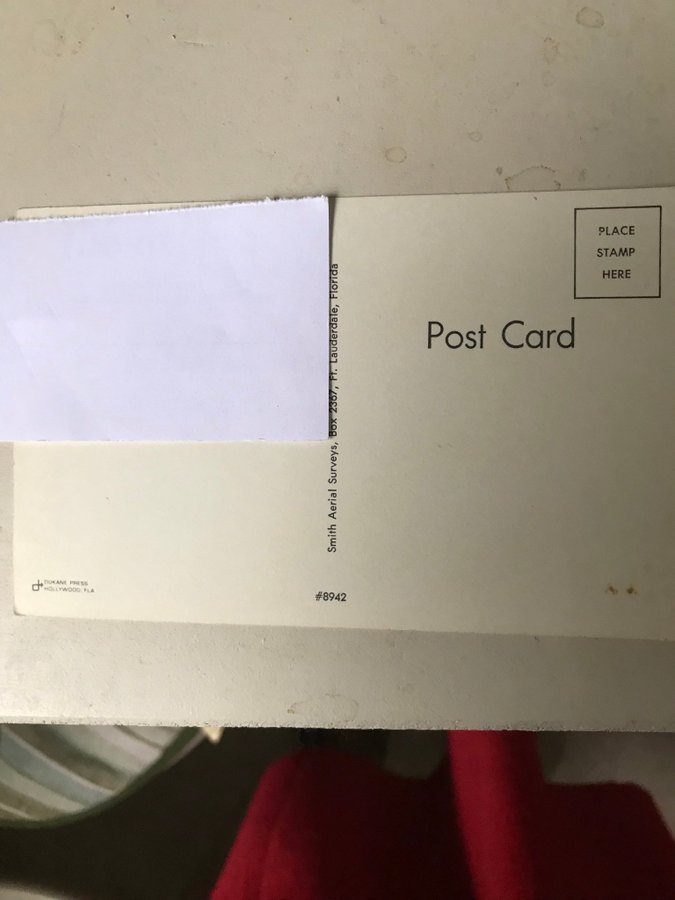 PLACE
STAMP
HERE
Post Card
Smith Aerial Surveys, Box 2367, Ft. Lauderdale, Florida
DUKANE PRESS
HOLLYWOOD, FLA
#8942